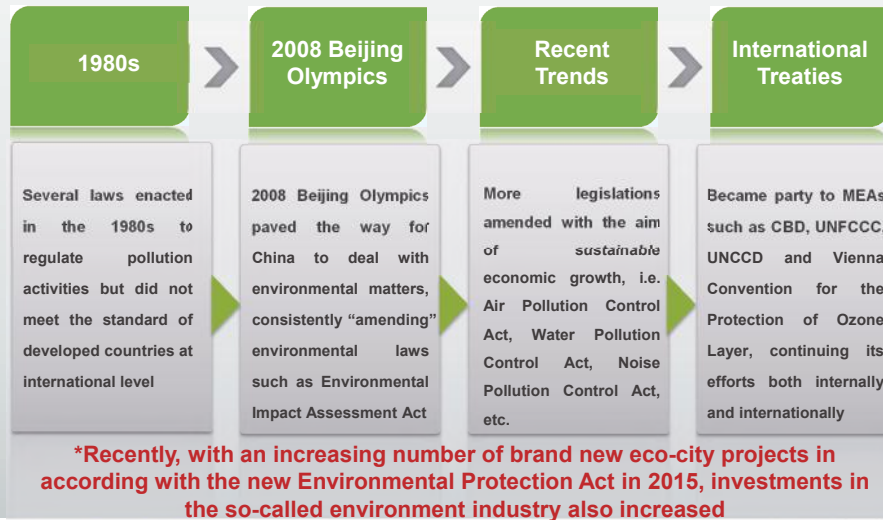 1980s
2008 Beijing
Olympics
Recent
Trends
International
Treaties
Several laws enacted
in the 1980s to
regulate pollution
activities but did not
meet the standard of
developed countries at
international level
2008 Beijing Olympics
paved the way for
China to deal with
environmental matters,
consistently “amending”
environmental laws
such as Environmental
Impact Assessment Act
More legislations
amended with the aim
of sustainable
economic growth, i.e.
Air Pollution Control
Act, Water Pollution
Control Act, Noise
Pollution Control Act,
etc.
Became party to MEAs
such as CBD, UNFCCC,
UNCCD and Vienna
Convention for the
Protection of Ozone
Layer, continuing its
efforts both internally
and internationally
*Recently, with an increasing number of brand new eco-city projects in
according with the new Environmental Protection Act in 2015, investments in
the so-called environment industry also increased